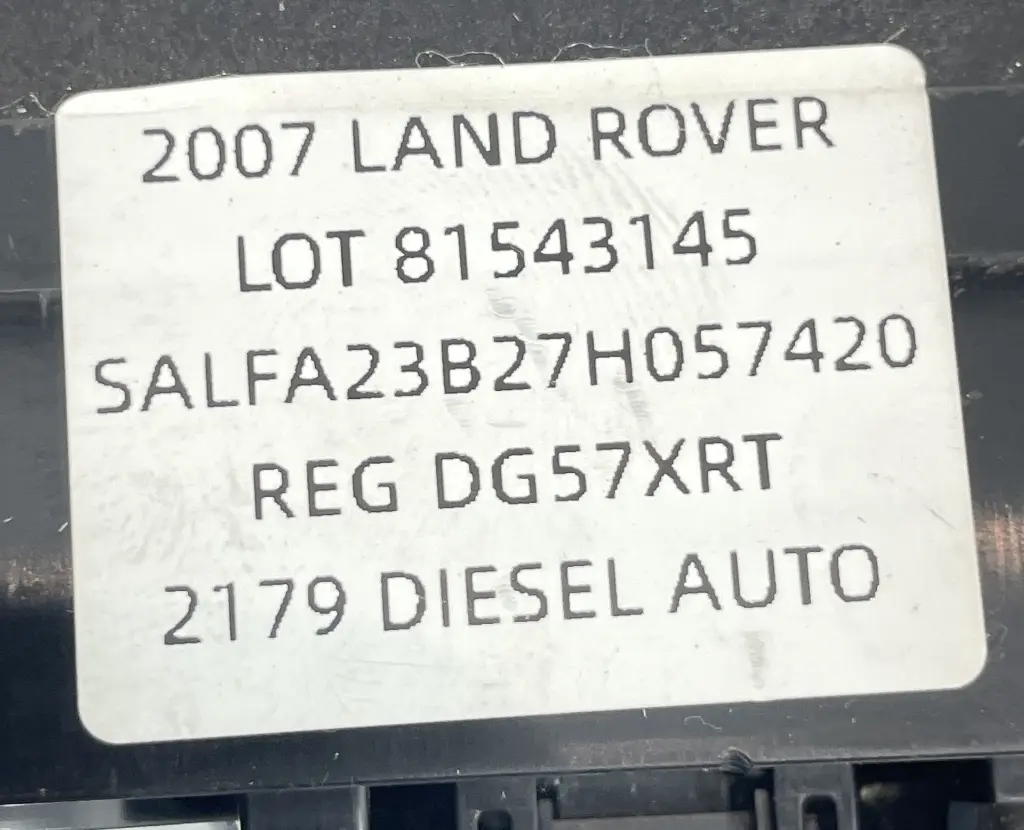 2007 LAND ROVER
LOT 81543145
SALFA23B27H057420
REG DG57XRT
2179 DIESEL AUTO